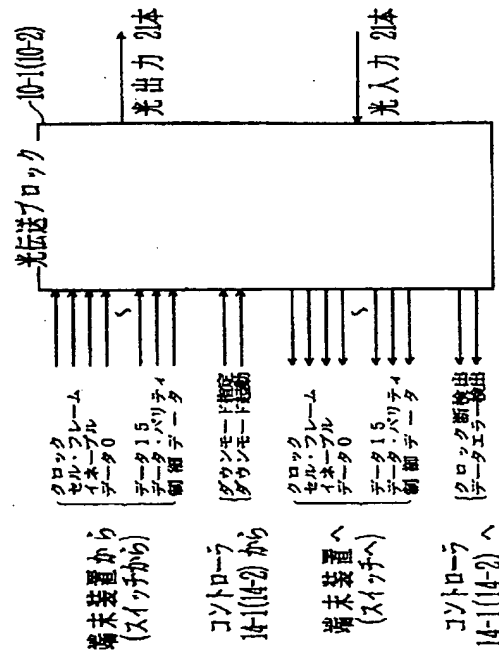 光伝送ブロック
10-1(10-2)
端末装置から
(スイッチから)
クロック
セル・フレーム
イネーブル
データ0
〜
データ15
データ・パリティ
制御データ
コントローラ
14-1(14-2)から
ダウンモード指定
ダウンモード起動
端末装置へ
(スイッチへ)
クロック
セル・フレーム
イネーブル
データ0
〜
データ15
データ・パリティ
制御データ
コントローラ
14-1(14-2)へ
クロック断検出
データエラー検出
光出力 21本
光入力 21本